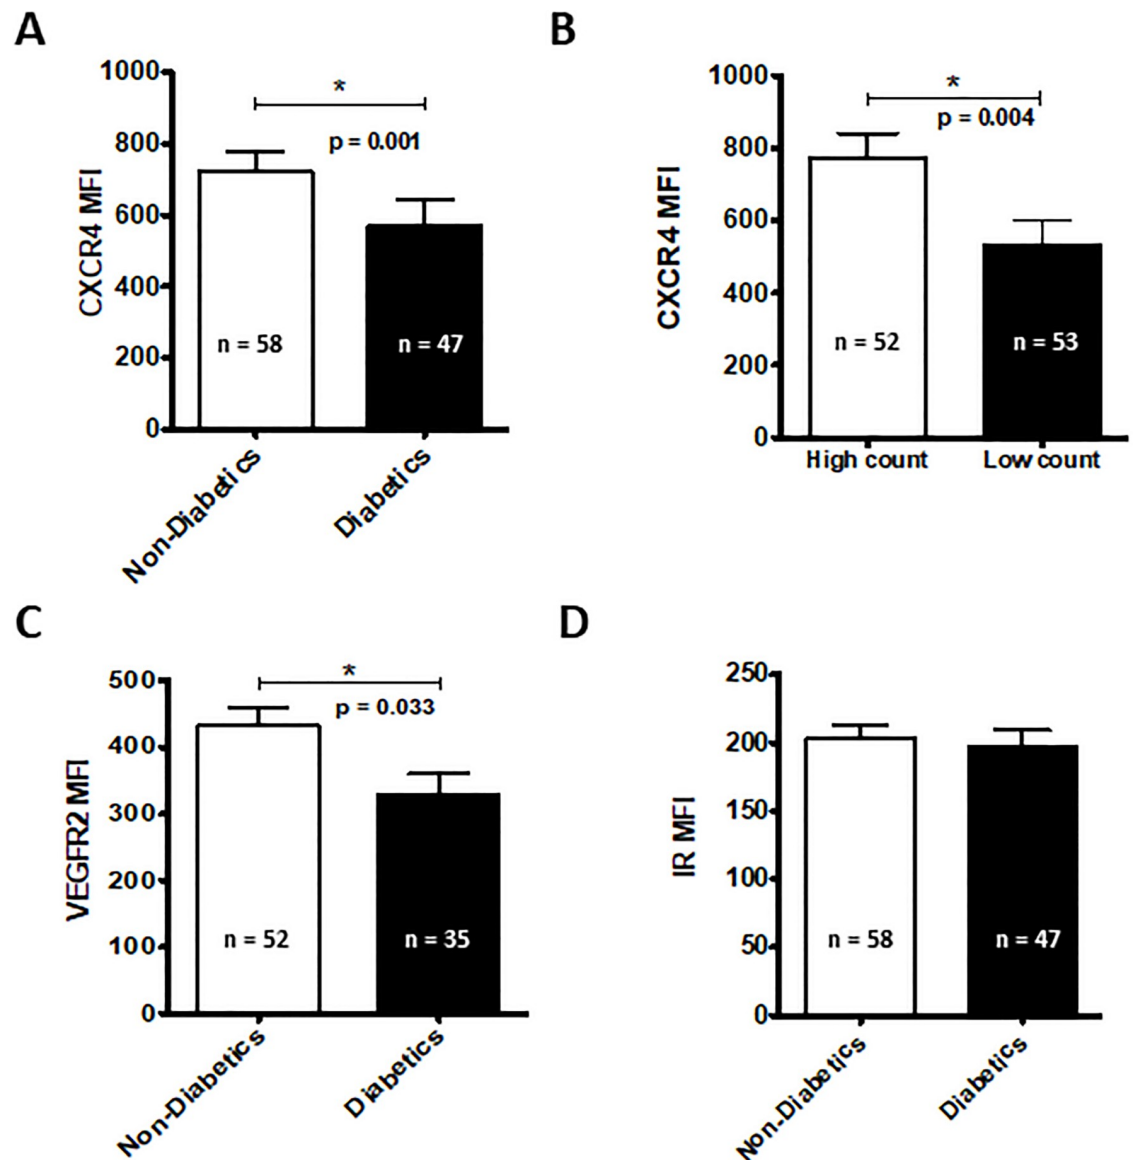 A
CXCR4 MFI
1000
800
600
400
200
0
*
p = 0.001
n = 58
n = 47
Non-Diabetics
Diabetics
B
CXCR4 MFI
1000
800
600
400
200
0
*
p = 0.004
n = 52
n = 53
High count
Low count
C
VEGFR2 MFI
500
400
300
200
100
0
*
p = 0.033
n = 52
n = 35
Non-Diabetics
Diabetics
D
IR MFI
250
200
150
100
50
0
n = 58
n = 47
Non-Diabetics
Diabetics